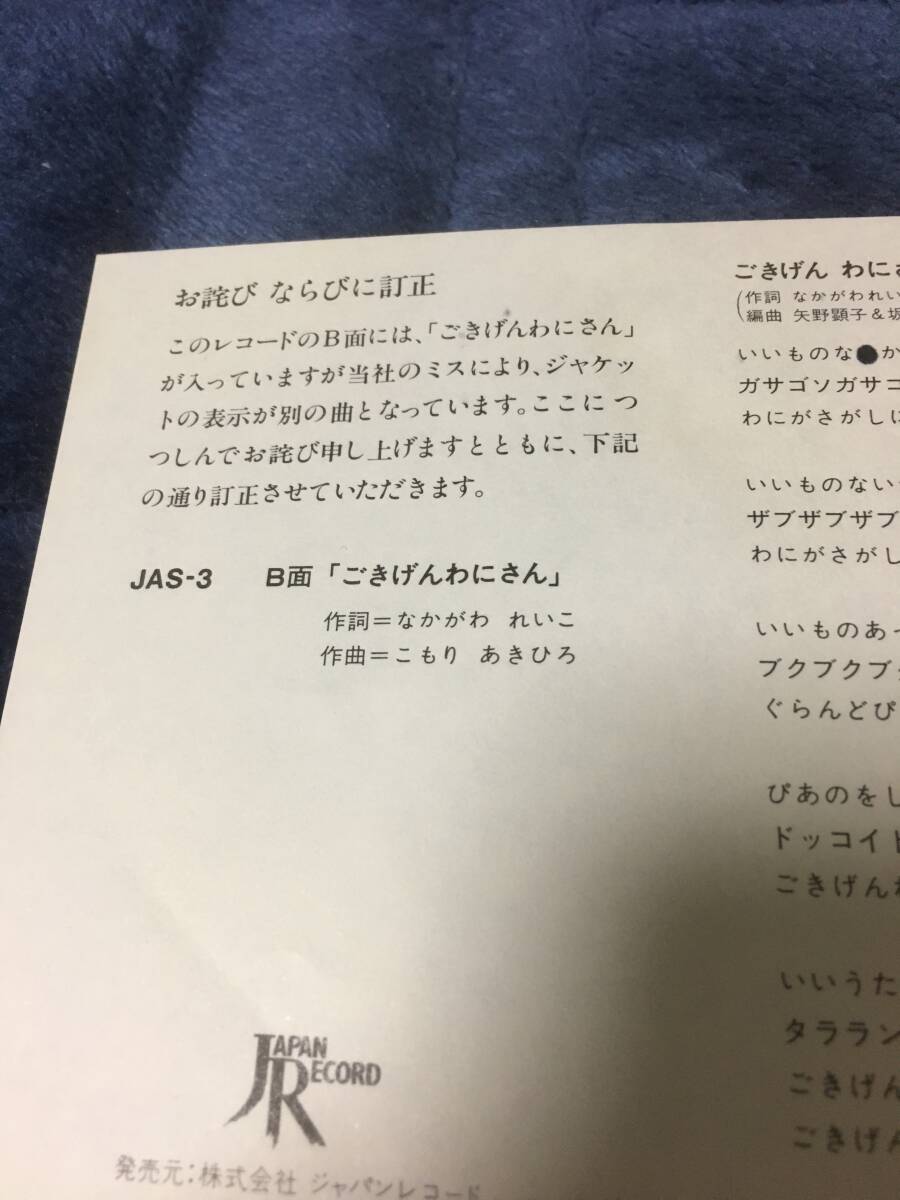 お詫び ならびに訂正
このレコードのB面には、「ごきげんわにさん」
が入っていますが当社のミスにより、ジャケッ
トの表示が別の曲となっています。ここに つ
つしんでお詫び申し上げますとともに、下記
の通り訂正させていただきます。
JAS-3 B面「ごきげんわにさん」
作詞＝なかがわ れいこ
作曲＝こもり あきひろ
JAPAN
RECORD
発売元：株式会社 ジャパンレコード
ごきげん わにさ
作詞 なかがわれい
編曲 矢野顕子＆坂
いいものな●か
ガサゴソガサコ
わにがさがしに
いいものない
ザブザブザブ
わにがさがし
いいものあっ
ブクブクブ
ぐらんどぴ
ぴあのをし
ドッコイ
ごきげん
いいうた
タララン
ごきげん
ごきげん